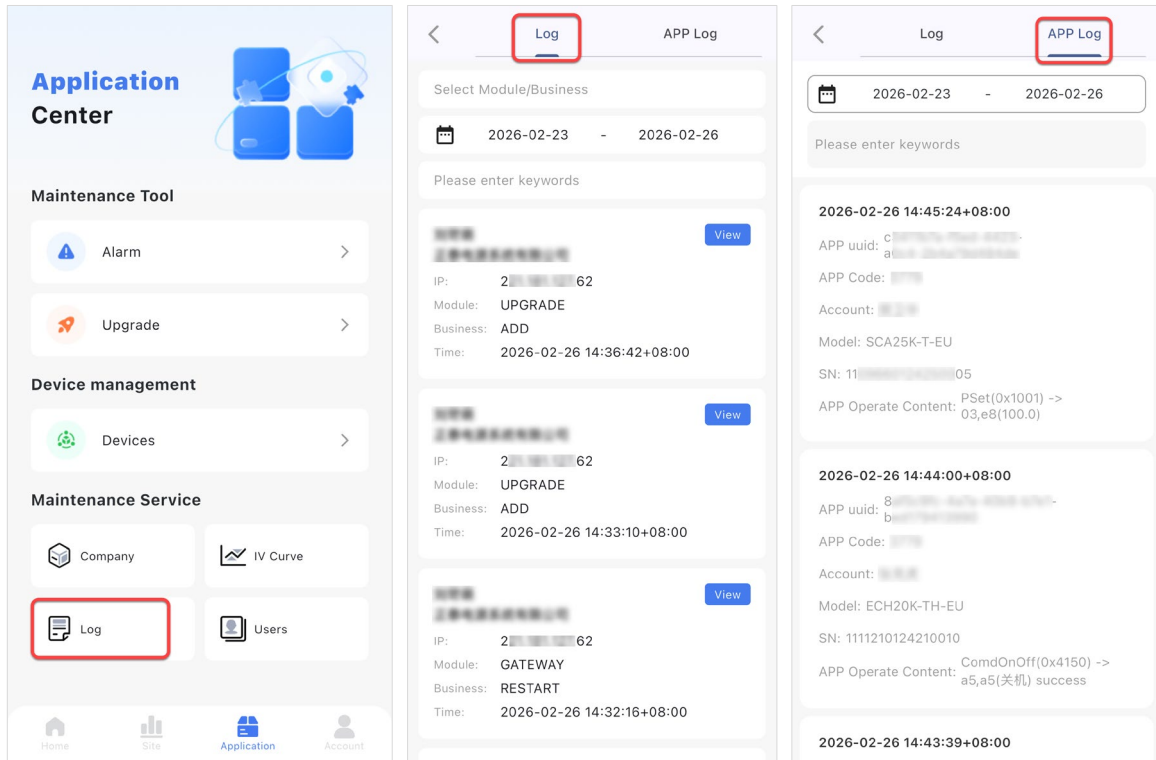 Application
Center
Maintenance Tool
Alarm
Upgrade
Device management
Devices
Maintenance Service
Company
IV Curve
Log
Users
Home
Site
Application
Account
Log
APP Log
Select Module/Business
2026-02-23 - 2026-02-26
Please enter keywords
View
IP: 2 62
Module: UPGRADE
Business: ADD
Time: 2026-02-26 14:36:42+08:00
View
IP: 2 62
Module: UPGRADE
Business: ADD
Time: 2026-02-26 14:33:10+08:00
View
IP: 2 62
Module: GATEWAY
Business: RESTART
Time: 2026-02-26 14:32:16+08:00
Log
APP Log
2026-02-23 - 2026-02-26
Please enter keywords
2026-02-26 14:45:24+08:00
APP uuid:
APP Code:
Account:
Model: SCA25K-T-EU
SN: 11 05
APP Operate Content: PSet(0x1001) ->
03,e8(100.0)
2026-02-26 14:44:00+08:00
APP uuid:
APP Code:
Account:
Model: ECH20K-TH-EU
SN: 1111210124210010
APP Operate Content: ComdOnOff(0x4150) ->
a5,a5(关机) success
2026-02-26 14:43:39+08:00